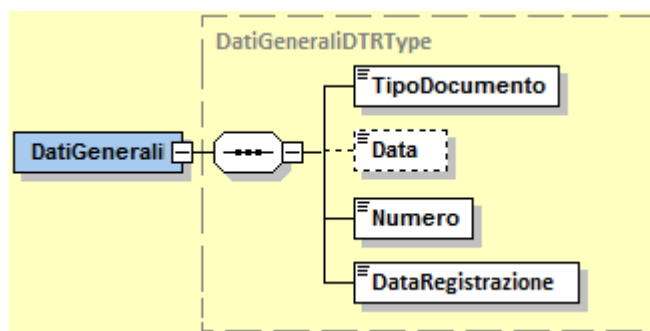 DatiGeneraliDTRType
TipoDocumento
DatiGenerali
Data
Numero
DataRegistrazione